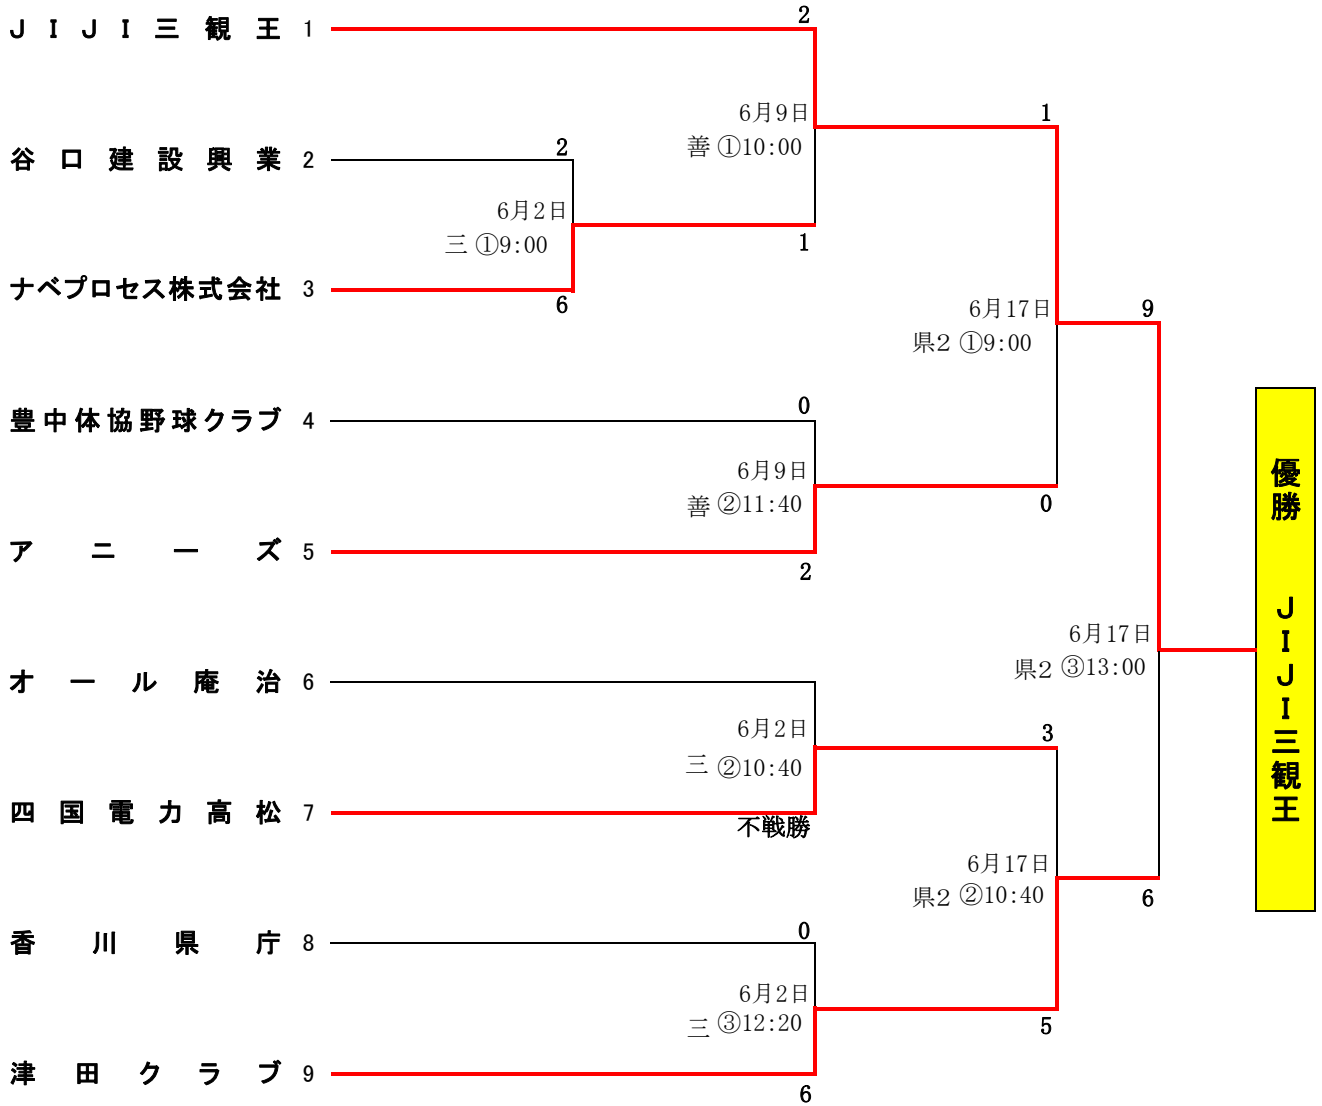 ＪＩＪＩ三観王 1
2
6月9日
善 ①10:00
1
谷口建設興業 2
2
6月2日
三 ①9:00
1
ナベプロセス株式会社 3
6
6月17日
県2 ①9:00
9
豊中体協野球クラブ 4
0
6月9日
善 ②11:40
0
アニーズ 5
2
優勝 ＪＩＪＩ三観王
6月17日
県2 ③13:00
オール庵治 6
6月2日
三 ②10:40
3
四国電力高松 7
不戦勝
6月17日
県2 ②10:40
6
香川県庁 8
0
6月2日
三 ③12:20
5
津田クラブ 9
6